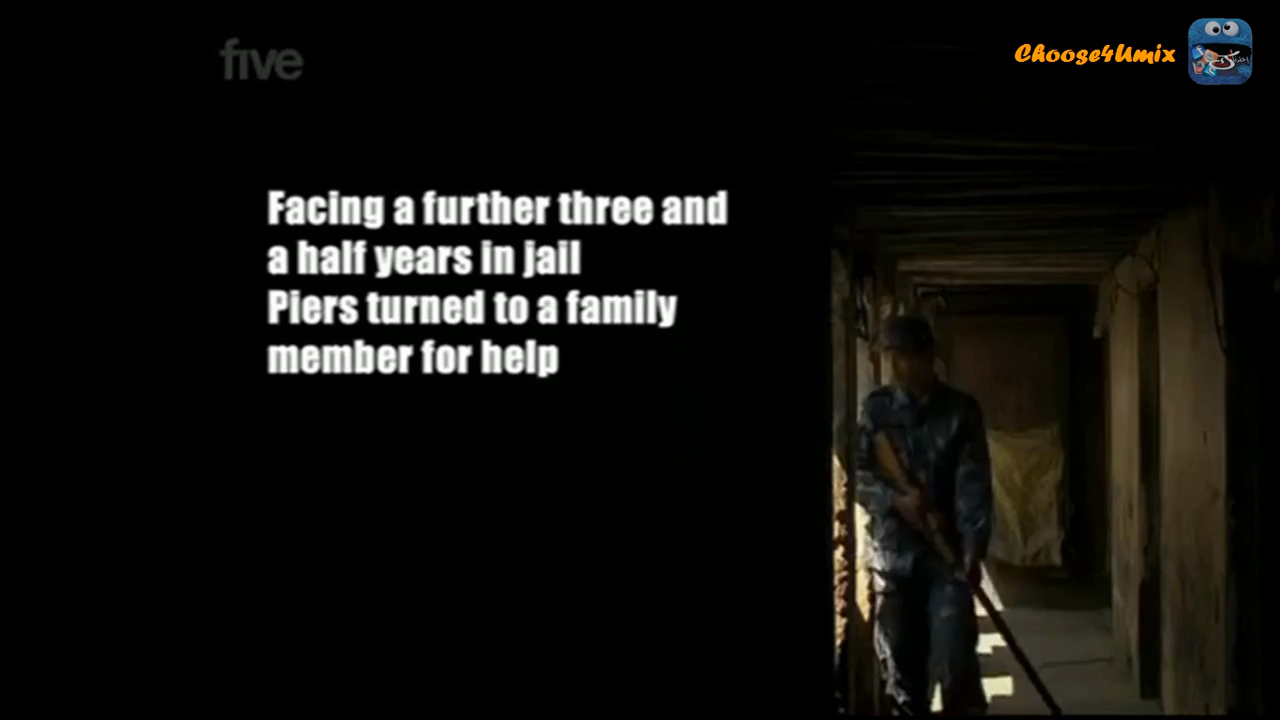 five
Choose4Umix
Facing a further three and
a half years in jail
Piers turned to a family
member for help